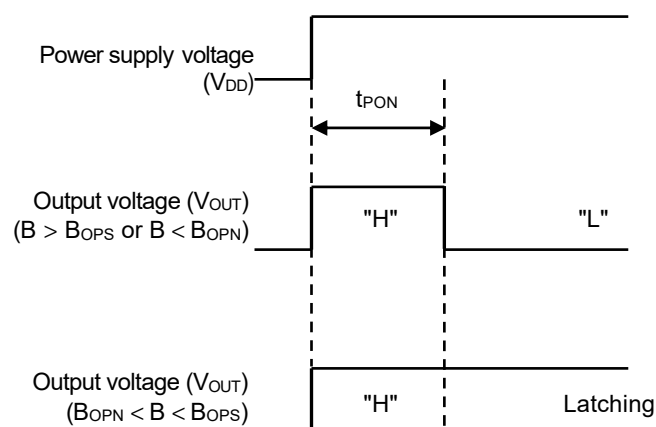 Power supply voltage
(VDD)
tPON
Output voltage (VOUT)
(B > BOPS or B < BOPN)
"H"
"L"
Output voltage (VOUT)
(BOPN < B < BOPS)
"H"
Latching